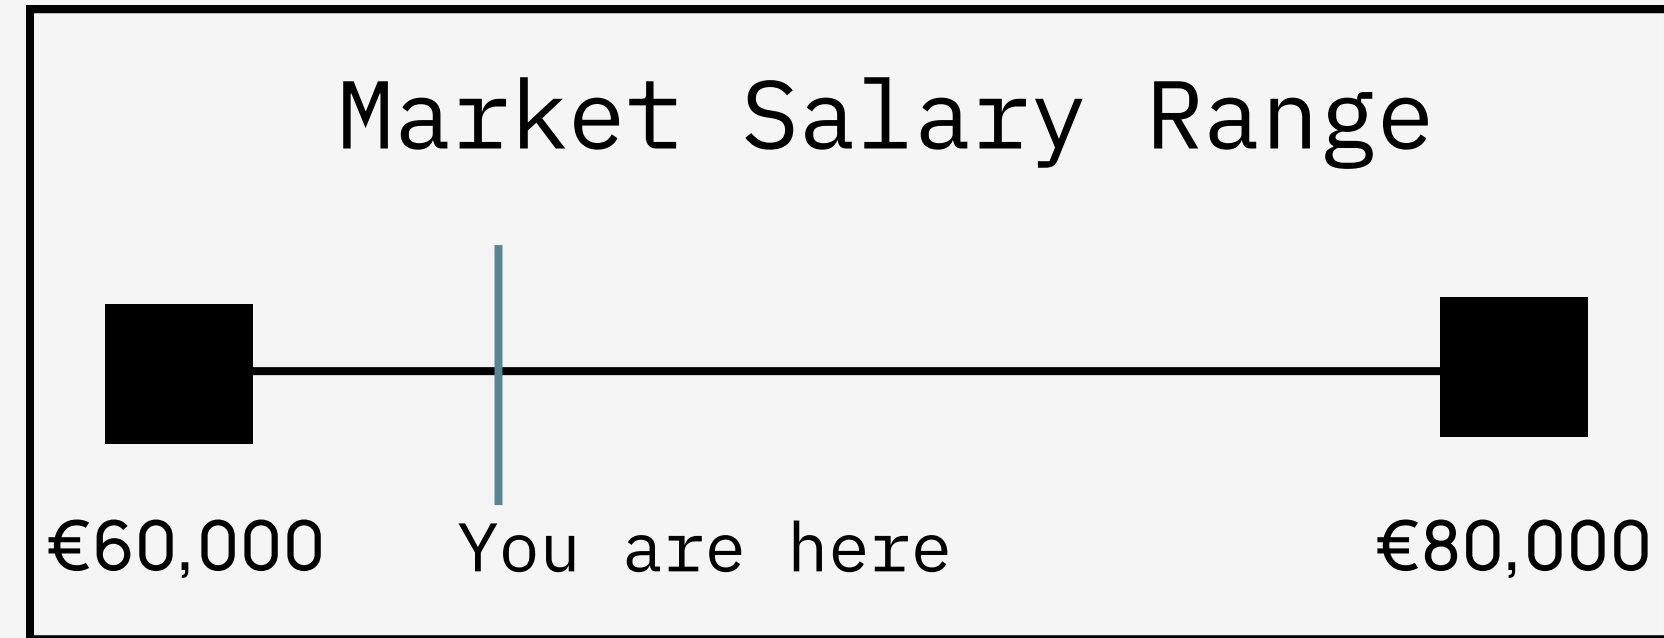 Market Salary Range
€60,000 You are here €80,000